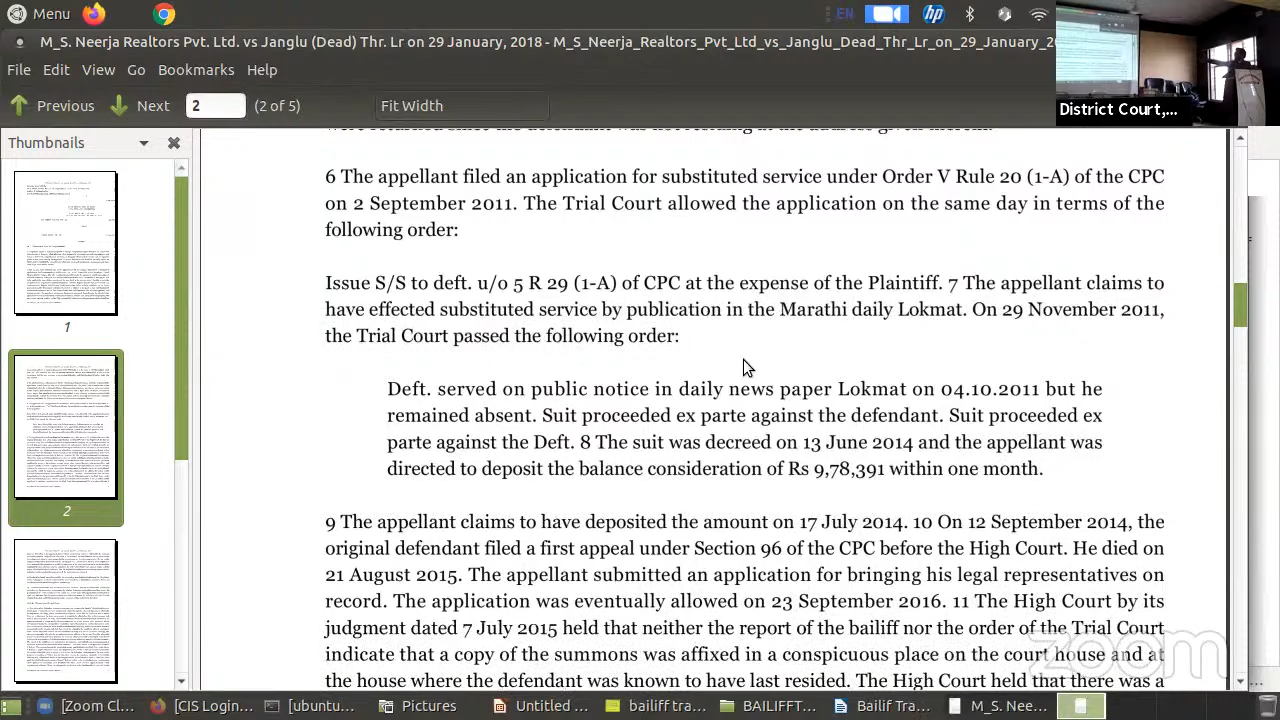 Menu
EN
M_S. Neerja Realtors Pvt. Ltd. vs Janglu (Dead)
on 29 January, 2018- M_S_Neerja_Realtors_Pvt_Ltd_vs_
_Dead_Thr_Lr_on_29_January_2
File Edit View Go Bookmarks Help
Previous Next 2 (2 of 5) Fit Width
District Court,...
Thumbnails
1
2
6 The appellant filed an application for substituted service under Order V Rule 20 (1-A) of the CPC
on 2 September 2011. The Trial Court allowed the application on the same day in terms of the
following order:
Issue S/S to deft. u/o 5 R 29 (1-A) of CPC at the expense of the Plaintiff. 7 The appellant claims to
have effected substituted service by publication in the Marathi daily Lokmat. On 29 November 2011,
the Trial Court passed the following order:
Deft. served on public notice in daily news paper Lokmat on 04.10.2011 but he
remained absent. Suit proceeded ex parte against the defendant. Suit proceeded ex
parte against the Deft. 8 The suit was decreed on 13 June 2014 and the appellant was
directed to deposit the balance consideration of Rs 9,78,391 within one month.
9 The appellant claims to have deposited the amount on 17 July 2014. 10 On 12 September 2014, the
original defendant filed a first appeal under Section 96 of the CPC before the High Court. He died on
21 August 2015. The appellant submitted an application for bringing his legal representatives on
record. The application was eventually allowed on 23 September 2016. 11 The High Court by its
judgment dated 7 July 2015 held that neither the report of the bailiff nor the order of the Trial Court
indicate that a copy of the summons was affixed in a conspicuous place on the court house and at
the house where the defendant was known to have last resided. The High Court held that there was a
zoom
[Zoom Cl... [CIS Login... [ubuntu... Pictures Untitle... bailiff tra... BAILIFFT... Bailif Tra... M_S. Nee...